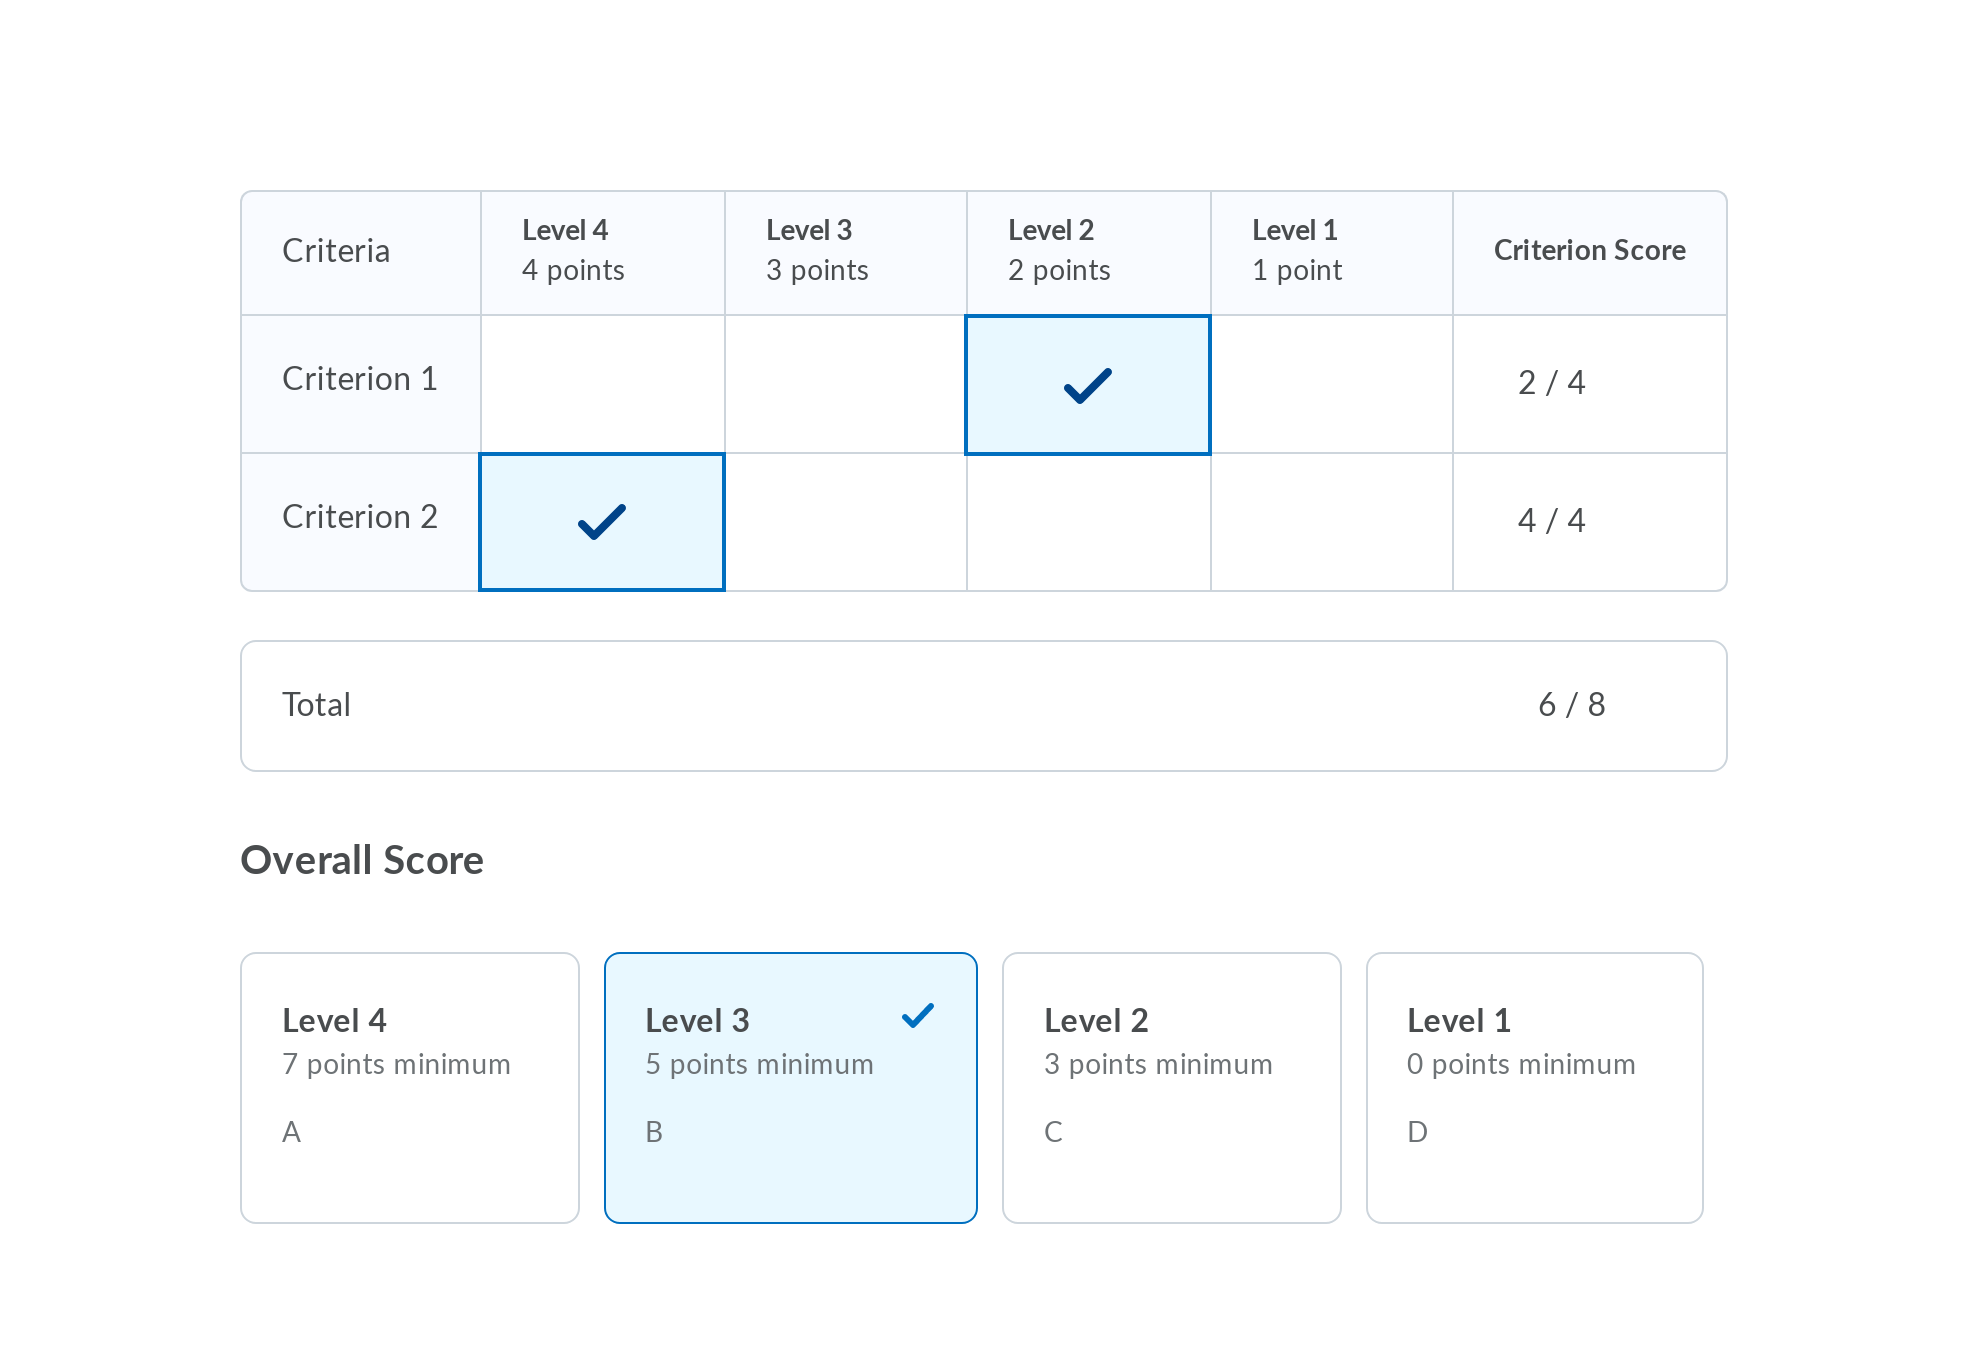 Criteria
Level 4
4 points
Level 3
3 points
Level 2
2 points
Level 1
1 point
Criterion Score
Criterion 1
2 / 4
Criterion 2
4 / 4
Total
6 / 8
Overall Score
Level 4
7 points minimum
A
Level 3
5 points minimum
B
Level 2
3 points minimum
C
Level 1
0 points minimum
D